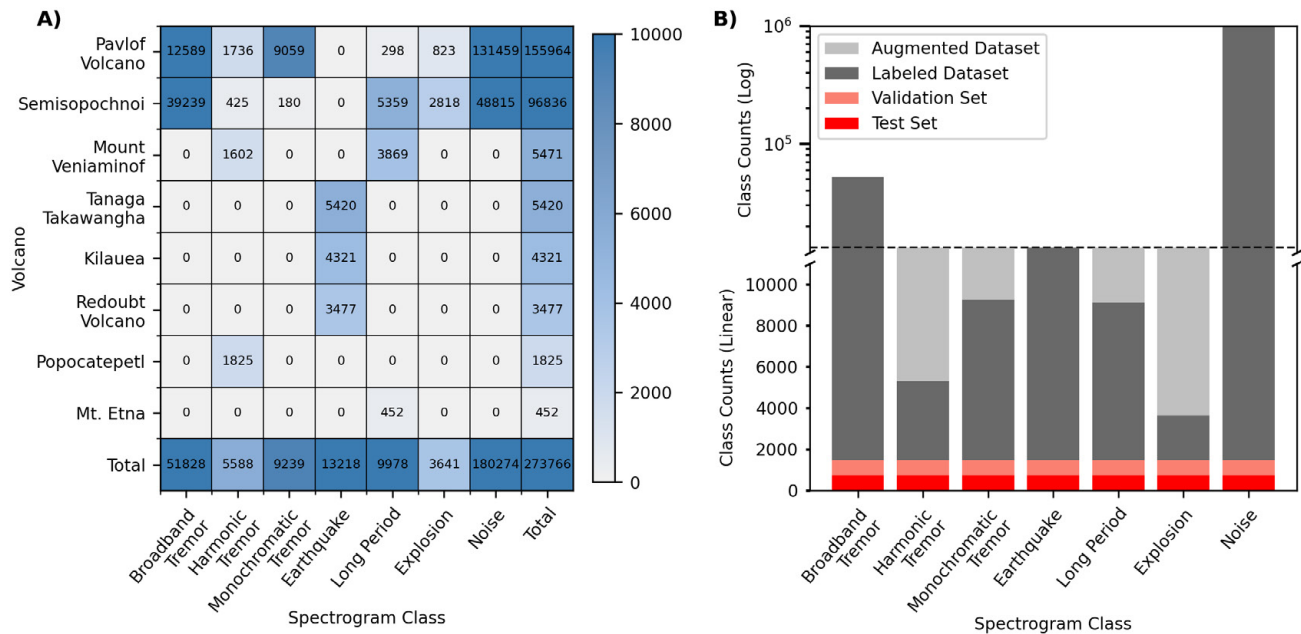 A)
Volcano
Pavlof
Volcano
12589 1736 9059 0 298 823 131459 155964
Semisopochnoi
39239 425 180 0 5359 2818 48815 96836
Mount
Veniaminof
0 1602 0 0 3869 0 0 5471
Tanaga
Takawangha
0 0 0 5420 0 0 0 5420
Kilauea
0 0 0 4321 0 0 0 4321
Redoubt
Volcano
0 0 0 3477 0 0 0 3477
Popocatepetl
0 1825 0 0 0 0 0 1825
Mt. Etna
0 0 0 0 452 0 0 452
Total
51828 5588 9239 13218 9978 3641 180274 273766
Broadband
Tremor
Harmonic
Tremor
Monochromatic
Tremor
Earthquake
Long Period
Explosion
Noise
Total
Spectrogram Class
10000
8000
6000
4000
2000
0
B)
Class Counts (Log)
10⁶
10⁵
Augmented Dataset
Labeled Dataset
Validation Set
Test Set
Class Counts (Linear)
10000
8000
6000
4000
2000
0
Broadband
Tremor
Harmonic
Tremor
Monochromatic
Tremor
Earthquake
Long Period
Explosion
Noise
Spectrogram Class